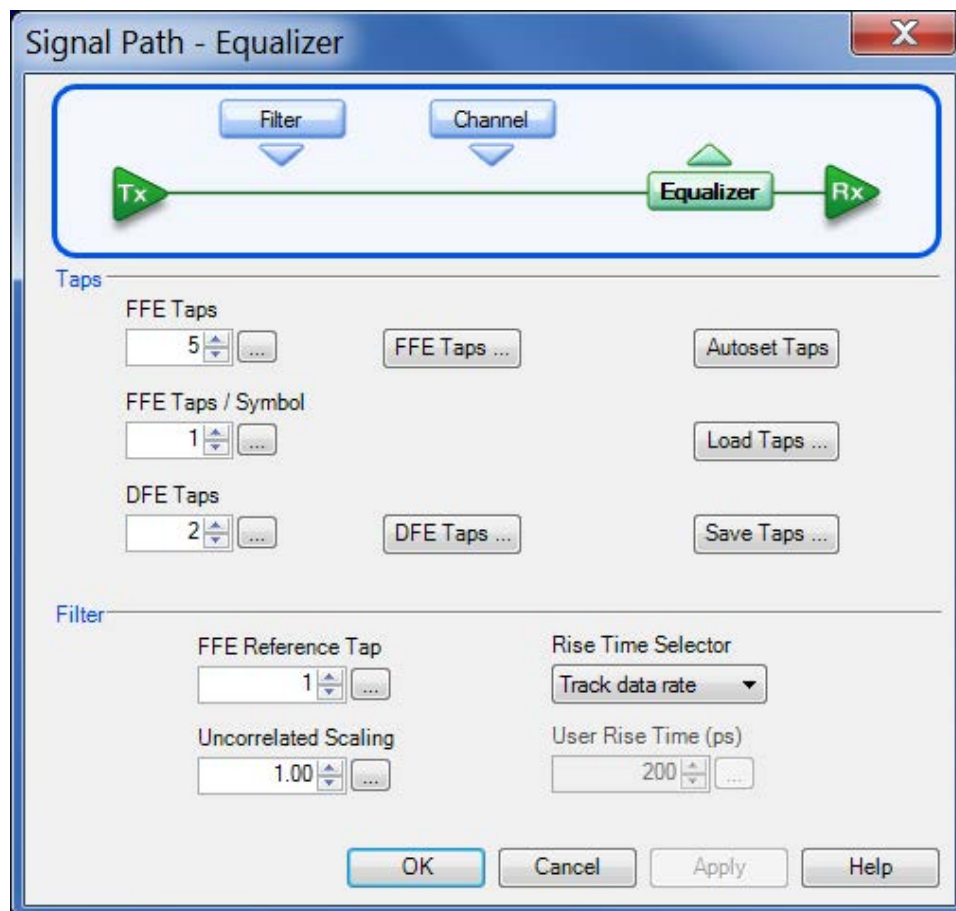 Signal Path - Equalizer
X
Filter
Channel
Tx
Equalizer
Rx
Taps
FFE Taps
5
...
FFE Taps ...
Autoset Taps
FFE Taps / Symbol
1
...
Load Taps ...
DFE Taps
2
...
DFE Taps ...
Save Taps ...
Filter
FFE Reference Tap
Rise Time Selector
1
...
Track data rate
Uncorrelated Scaling
User Rise Time (ps)
1.00
...
200
...
OK
Cancel
Apply
Help